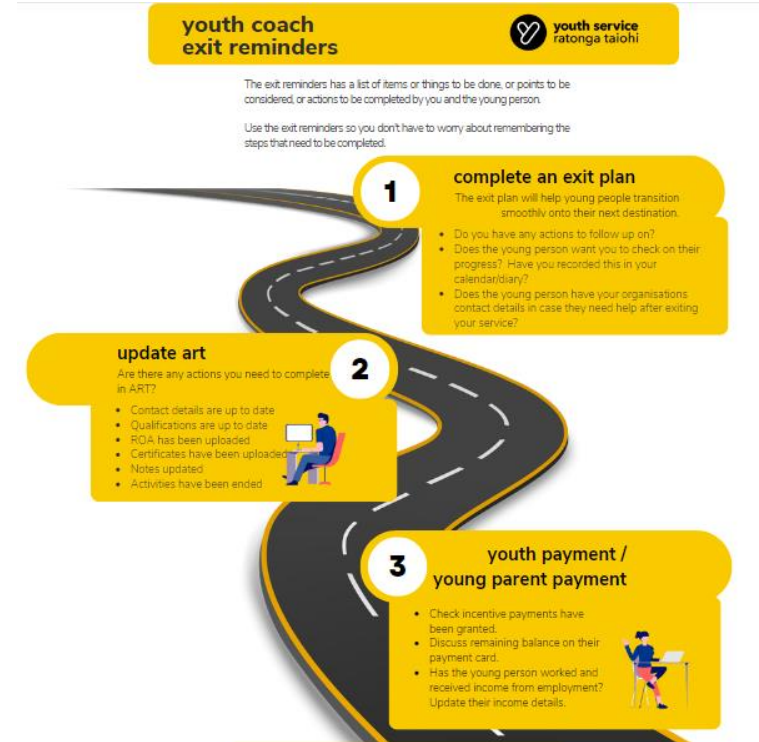 youth coach
exit reminders
youth service
ratonga taiohi
The exit reminders has a list of items or things to be done, or points to be
considered, or actions to be completed by you and the young person.
Use the exit reminders so you don't have to worry about remembering the
steps that need to be completed.
1
complete an exit plan
The exit plan will help young people transition
smoothly onto their next destination.
• Do you have any actions to follow up on?
• Does the young person want you to check on their
progress? Have you recorded this in your
calendar/diary?
• Does the young person have your organisations
contact details in case they need help after exiting
your service?
update art
2
Are there any actions you need to complete
in ART?
• Contact details are up to date
• Qualifications are up to date
• ROA has been uploaded
• Certificates have been uploaded
• Notes updated
• Activities have been ended
3
youth payment /
young parent payment
• Check incentive payments have
been granted.
• Discuss remaining balance on their
payment card.
• Has the young person worked and
received income from employment?
Update their income details.